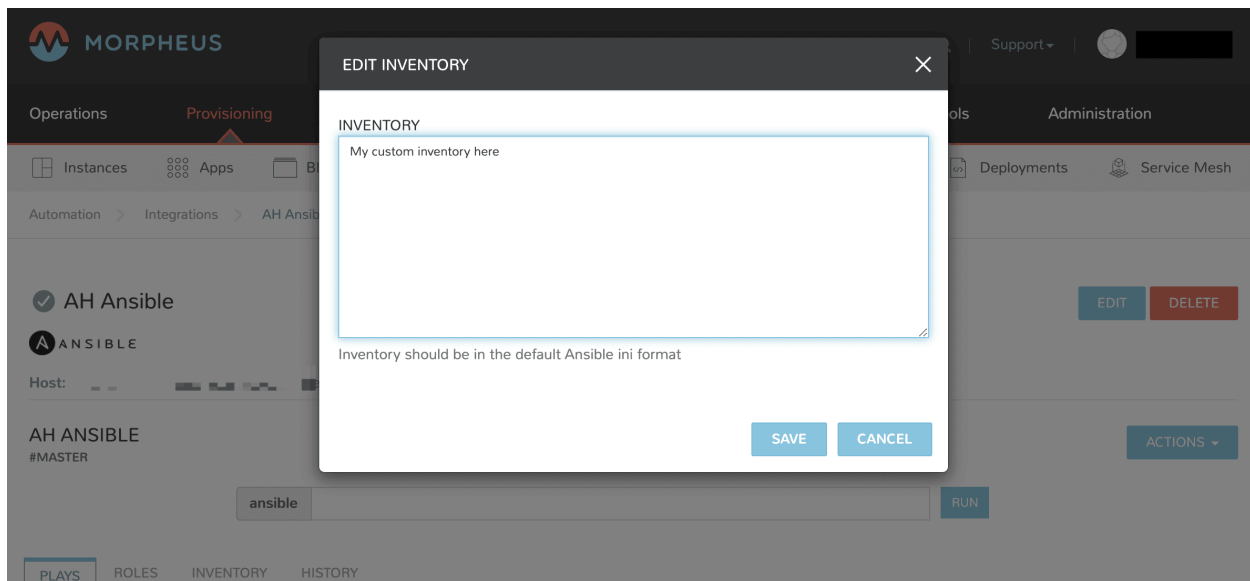 MORPHEUS
Support
EDIT INVENTORY
Operations
Provisioning
ols
Administration
INVENTORY
My custom inventory here
Instances
Apps
Bl
Deployments
Service Mesh
Automation
Integrations
AH Ansib
AH Ansible
EDIT
DELETE
ANSIBLE
Inventory should be in the default Ansible ini format
Host:
SAVE
CANCEL
AH ANSIBLE
#MASTER
ACTIONS
ansible
RUN
PLAYS
ROLES
INVENTORY
HISTORY